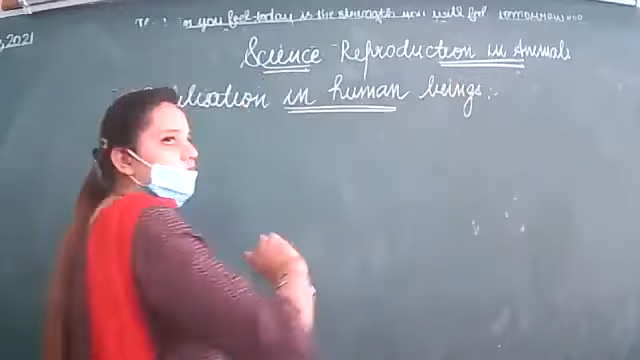 you feel today is the strength you will feel tomorrow...
2021
Science Reproduction in Animals
in human beings: